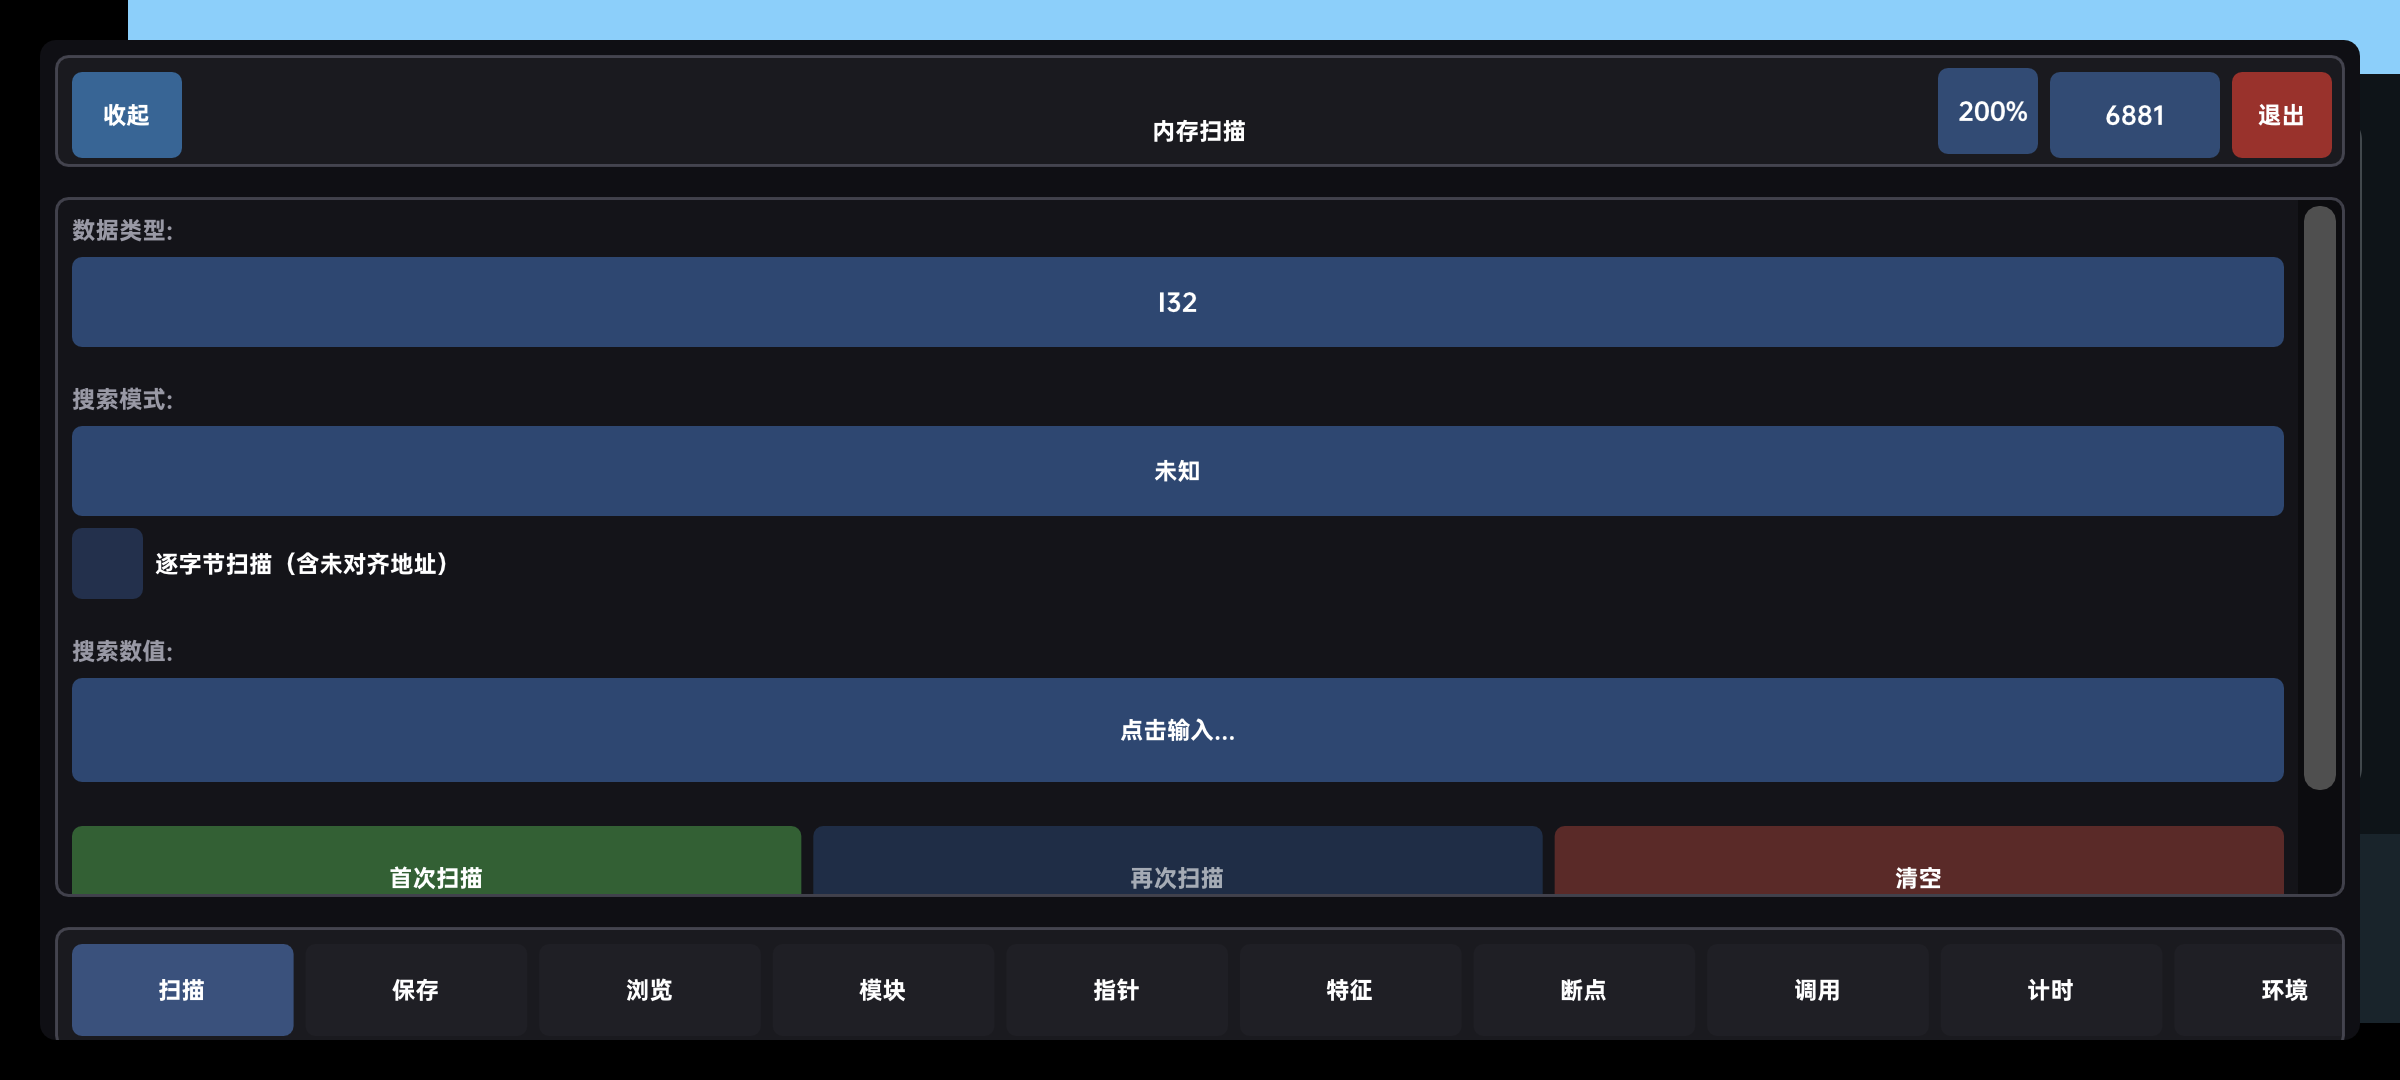 收起
内存扫描
200%
6881
退出
数据类型:
I32
搜索模式:
未知
逐字节扫描（含未对齐地址）
搜索数值:
点击输入...
首次扫描
再次扫描
清空
扫描
保存
浏览
模块
指针
特征
断点
调用
计时
环境